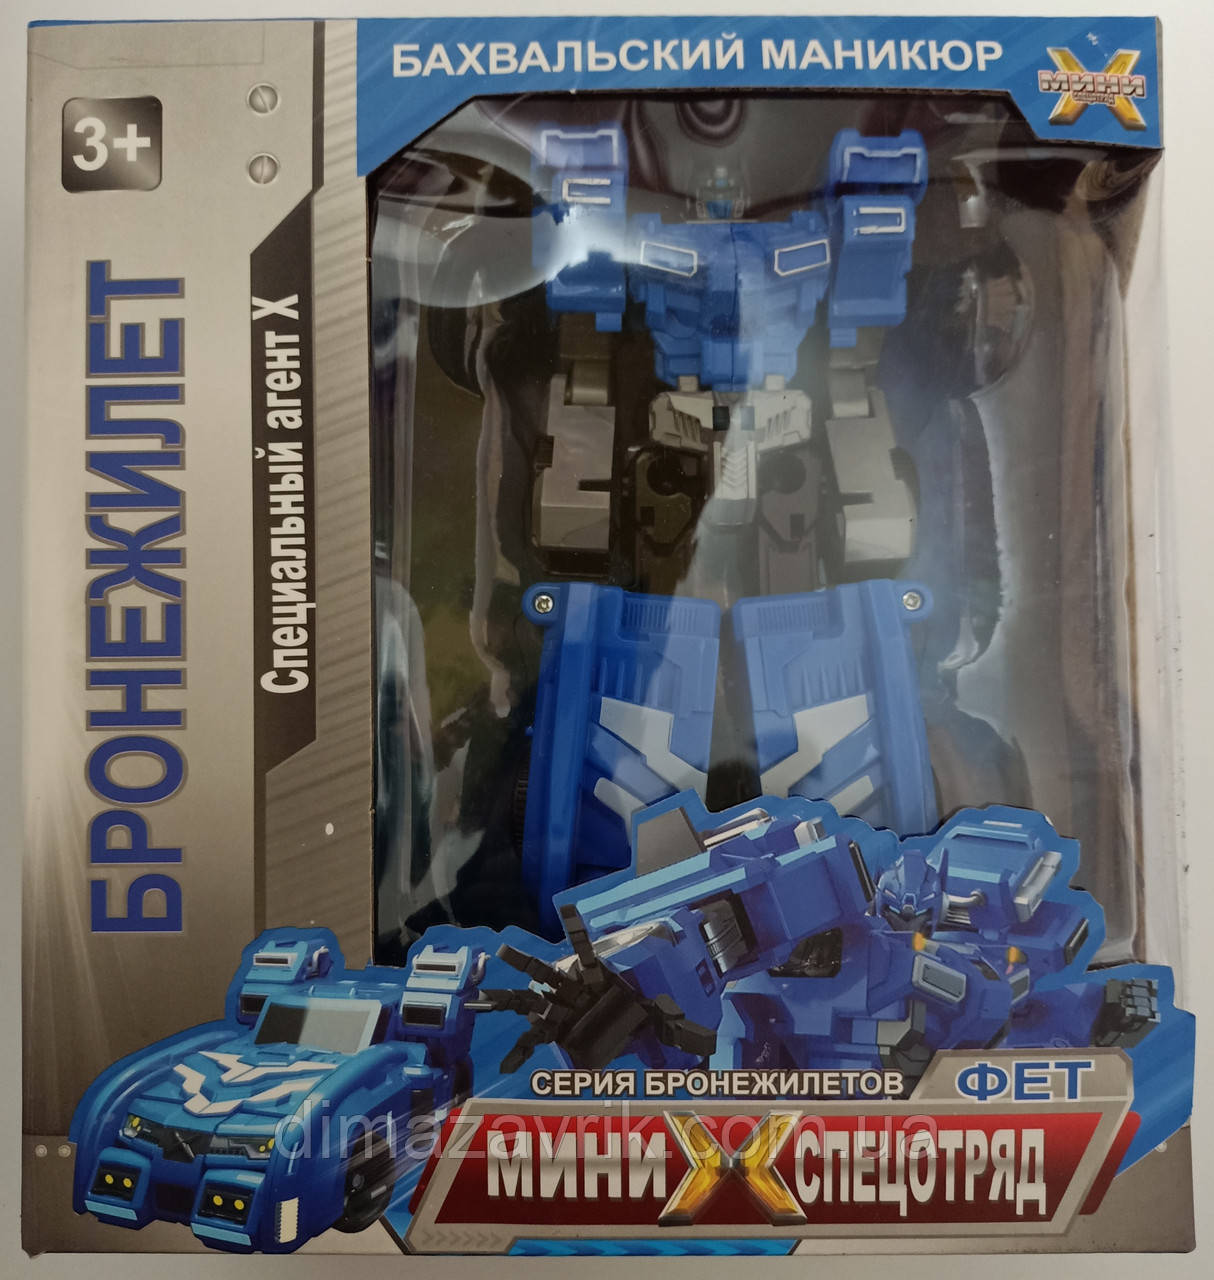 БАХВАЛЬСКИЙ МАНИКЮР
МИНИ
X
3+
БРОНЕЖИЛЕТ
Специальный агент X
СЕРИЯ БРОНЕЖИЛЕТОВ
ФЕТ
МИНИ X СПЕЦОТРЯД
dimazavrik.com.ua